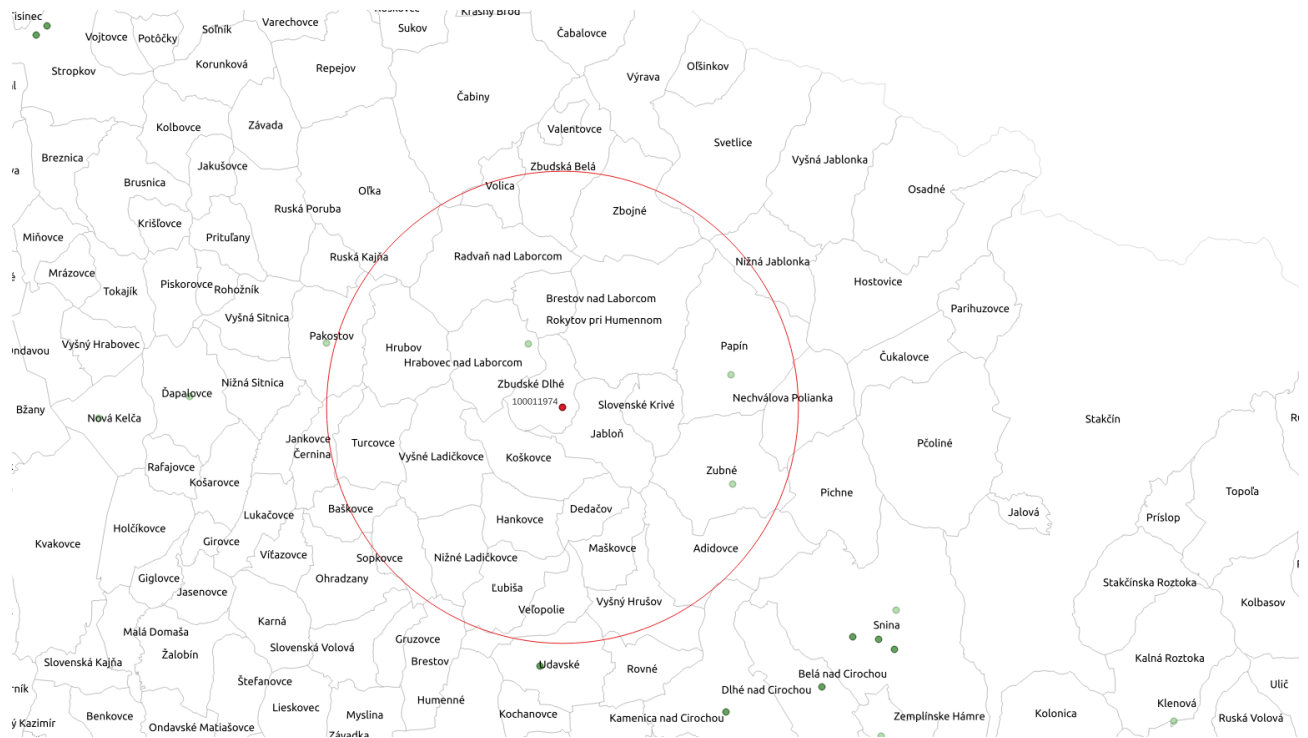 Krásny Brod
Tisinec
Vojtovce
Potôčky
Soľník
Varechovce
Sukov
Čabalovce
Stropkov
Korunková
Repejov
Výrava
Oľšinkov
Čabiny
Kolbovce
Závada
Valentovce
Svetlice
Breznica
Jakušovce
Zbudská Belá
Vyšná Jablonka
Brusnica
Oľka
Volica
Osadné
Krišľovce
Ruská Poruba
Zbojné
Miňovce
Prituľany
Ruská Kajňa
Radvaň nad Laborcom
Nižná Jablonka
Mrázovce
Tokajík
Piskorovce
Rohožník
Hostovice
Brestov nad Laborcom
Parihuzovce
Vyšná Sitnica
Rokytov pri Humennom
Vyšný Hrabovec
Pakostov
Hrubov
Papín
Čukalovce
Hrabovec nad Laborcom
Ďapalovce
Nižná Sitnica
Zbudské Dlhé
Nechválova Polianka
100011974
Slovenské Krivé
Bžany
Nová Kelča
Stakčín
Jankovce
Turcovce
Jabloň
Pčoliné
Černina
Vyšné Ladičkovce
Koškovce
Rafajovce
Zubné
Košarovce
Pichne
Topoľa
Baškovce
Dedačov
Lukačovce
Hankovce
Jalová
Príslop
Holčíkovce
Girovce
Kvakovce
Víťazovce
Sopkovce
Nižné Ladičkovce
Maškovce
Adidovce
Giglovce
Ohradzany
Stakčínska Roztoka
Jasenovce
Ľubiša
Vyšný Hrušov
Kolbasov
Veľopolie
Karná
Snina
Malá Domaša
Gruzovce
Slovenská Volová
Žalobín
Kalná Roztoka
Slovenská Kajňa
Brestov
Udavské
Rovné
Belá nad Cirochou
Štefanovce
Dlhé nad Cirochou
Ulič
Humenné
Klenová
Lieskovec
Benkovce
Myslina
Kochanovce
Kamenica nad Cirochou
Zemplínske Hámre
Kolonica
Ruská Volová
Ondavské Matiašovce
Závadka